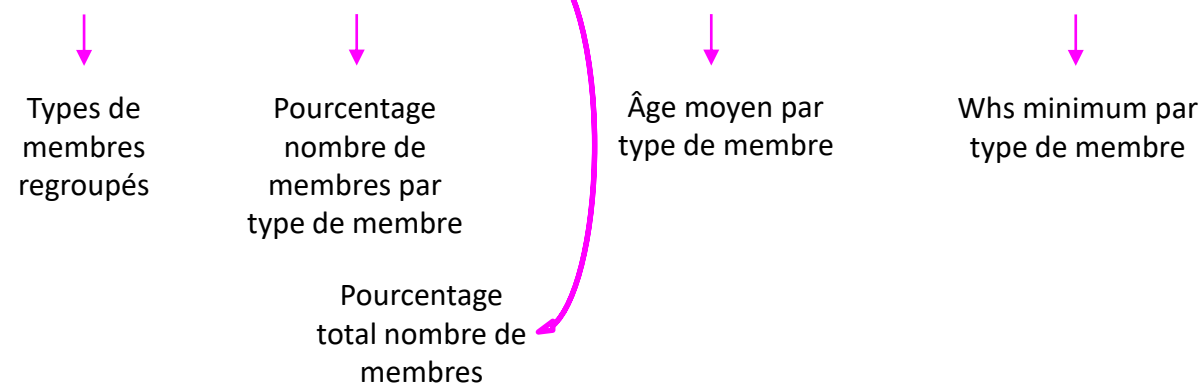 Types de
membres
regroupés
Pourcentage
nombre de
membres par
type de membre
Pourcentage
total nombre de
membres
Âge moyen par
type de membre
Whs minimum par
type de membre